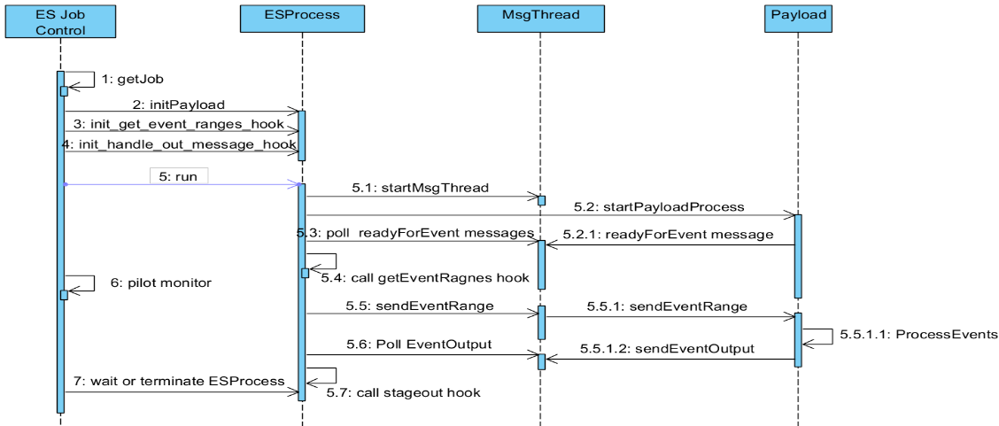 ES Job
Control
ESProcess
MsgThread
Payload
1: getJob
2: initPayload
3: init_get_event_ranges_hook
4: init_handle_out_message_hook
5: run
5.1: startMsgThread
5.2: startPayloadProcess
5.3: poll  readyForEvent messages
5.2.1: readyForEvent message
5.4: call getEventRagnes hook
6: pilot monitor
5.5: sendEventRange
5.5.1: sendEventRange
5.5.1.1: ProcessEvents
5.6: Poll EventOutput
5.5.1.2: sendEventOutput
7: wait or terminate ESProcess
5.7: call stageout hook